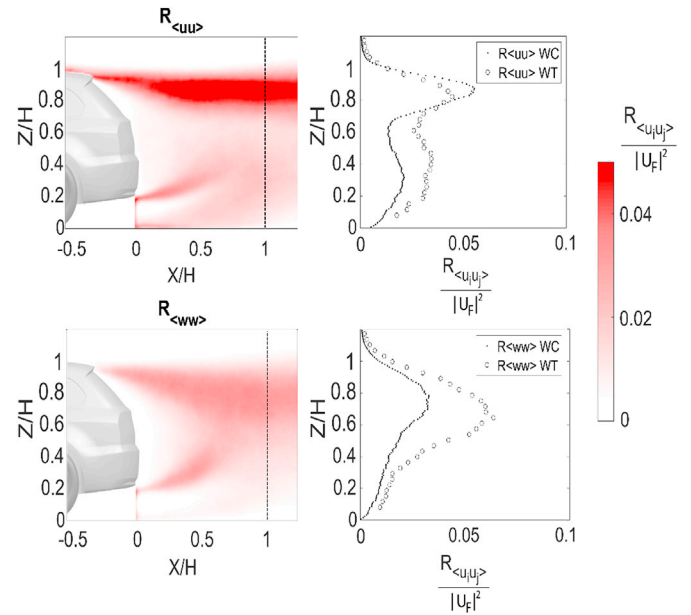 R<uu>
Z/H
1
0.8
0.6
0.4
0.2
0
-0.5 0 0.5 1
X/H
Z/H
1
0.8
0.6
0.4
0.2
0
R<uu> WC
R<uu> WT
0 0.05 0.1
R<uiuj>
|UF|²
R<ww>
Z/H
1
0.8
0.6
0.4
0.2
0
-0.5 0 0.5 1
X/H
Z/H
1
0.8
0.6
0.4
0.2
0
R<ww> WC
R<ww> WT
0 0.05 0.1
R<uiuj>
|UF|²
R<uiuj>
|UF|²
0.04
0.02
0